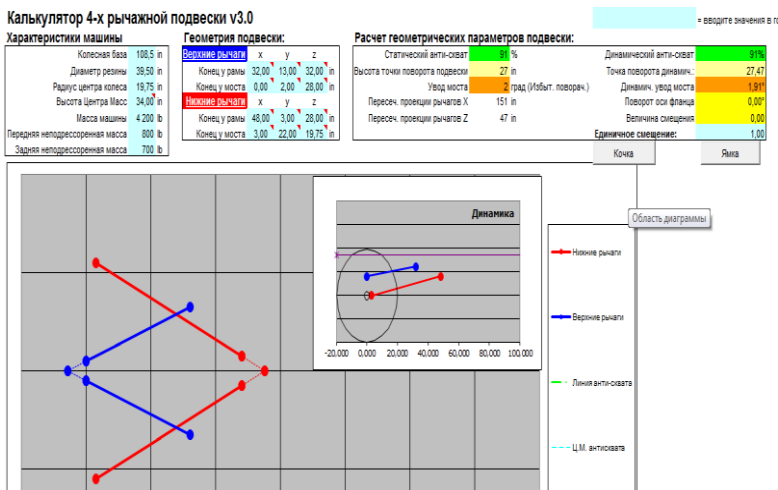 Калькулятор 4-х рычажной подвески v3.0
= вводите значения в го
Характеристики машины
Колесная база 108,5 in
Диаметр резины 39,50 in
Радиус центра колеса 19,75 in
Высота Центра Масс 34,00 in
Масса машины 4 200 lb
Передняя неподрессоренная масса 800 lb
Задняя неподрессоренная масса 700 lb
Геометрия подвески:
Верхние рычаги x y z
Конец у рамы 32,00 13,00 32,00 in
Конец у моста 0,00 2,00 28,00 in
Нижние рычаги x y z
Конец у рамы 48,00 3,00 28,00 in
Конец у моста 3,00 22,00 19,75 in
Расчет геометрических параметров подвески:
Статический анти-скват 91 %
Высота точки поворота подвески 27 in
Увод моста 2 град (Избыт. поворач.)
Пересеч. проекции рычагов X 151 in
Пересеч. проекции рычагов Z 47 in
Динамический анти-скват 91%
Точка поворота динамич.: 27,47
Динамич. увод моста 1,91°
Поворот оси фланца 0,00°
Величина смещения 0,00
Единичное смещение: 1,00
Кочка
Ямка
Динамика
-20.000 0.000 20.000 40.000 60.000 80.000 100.000
Область диаграммы
Нижние рычаги
Верхние рычаги
Линия анти-сквата
Ц.М. антисквата